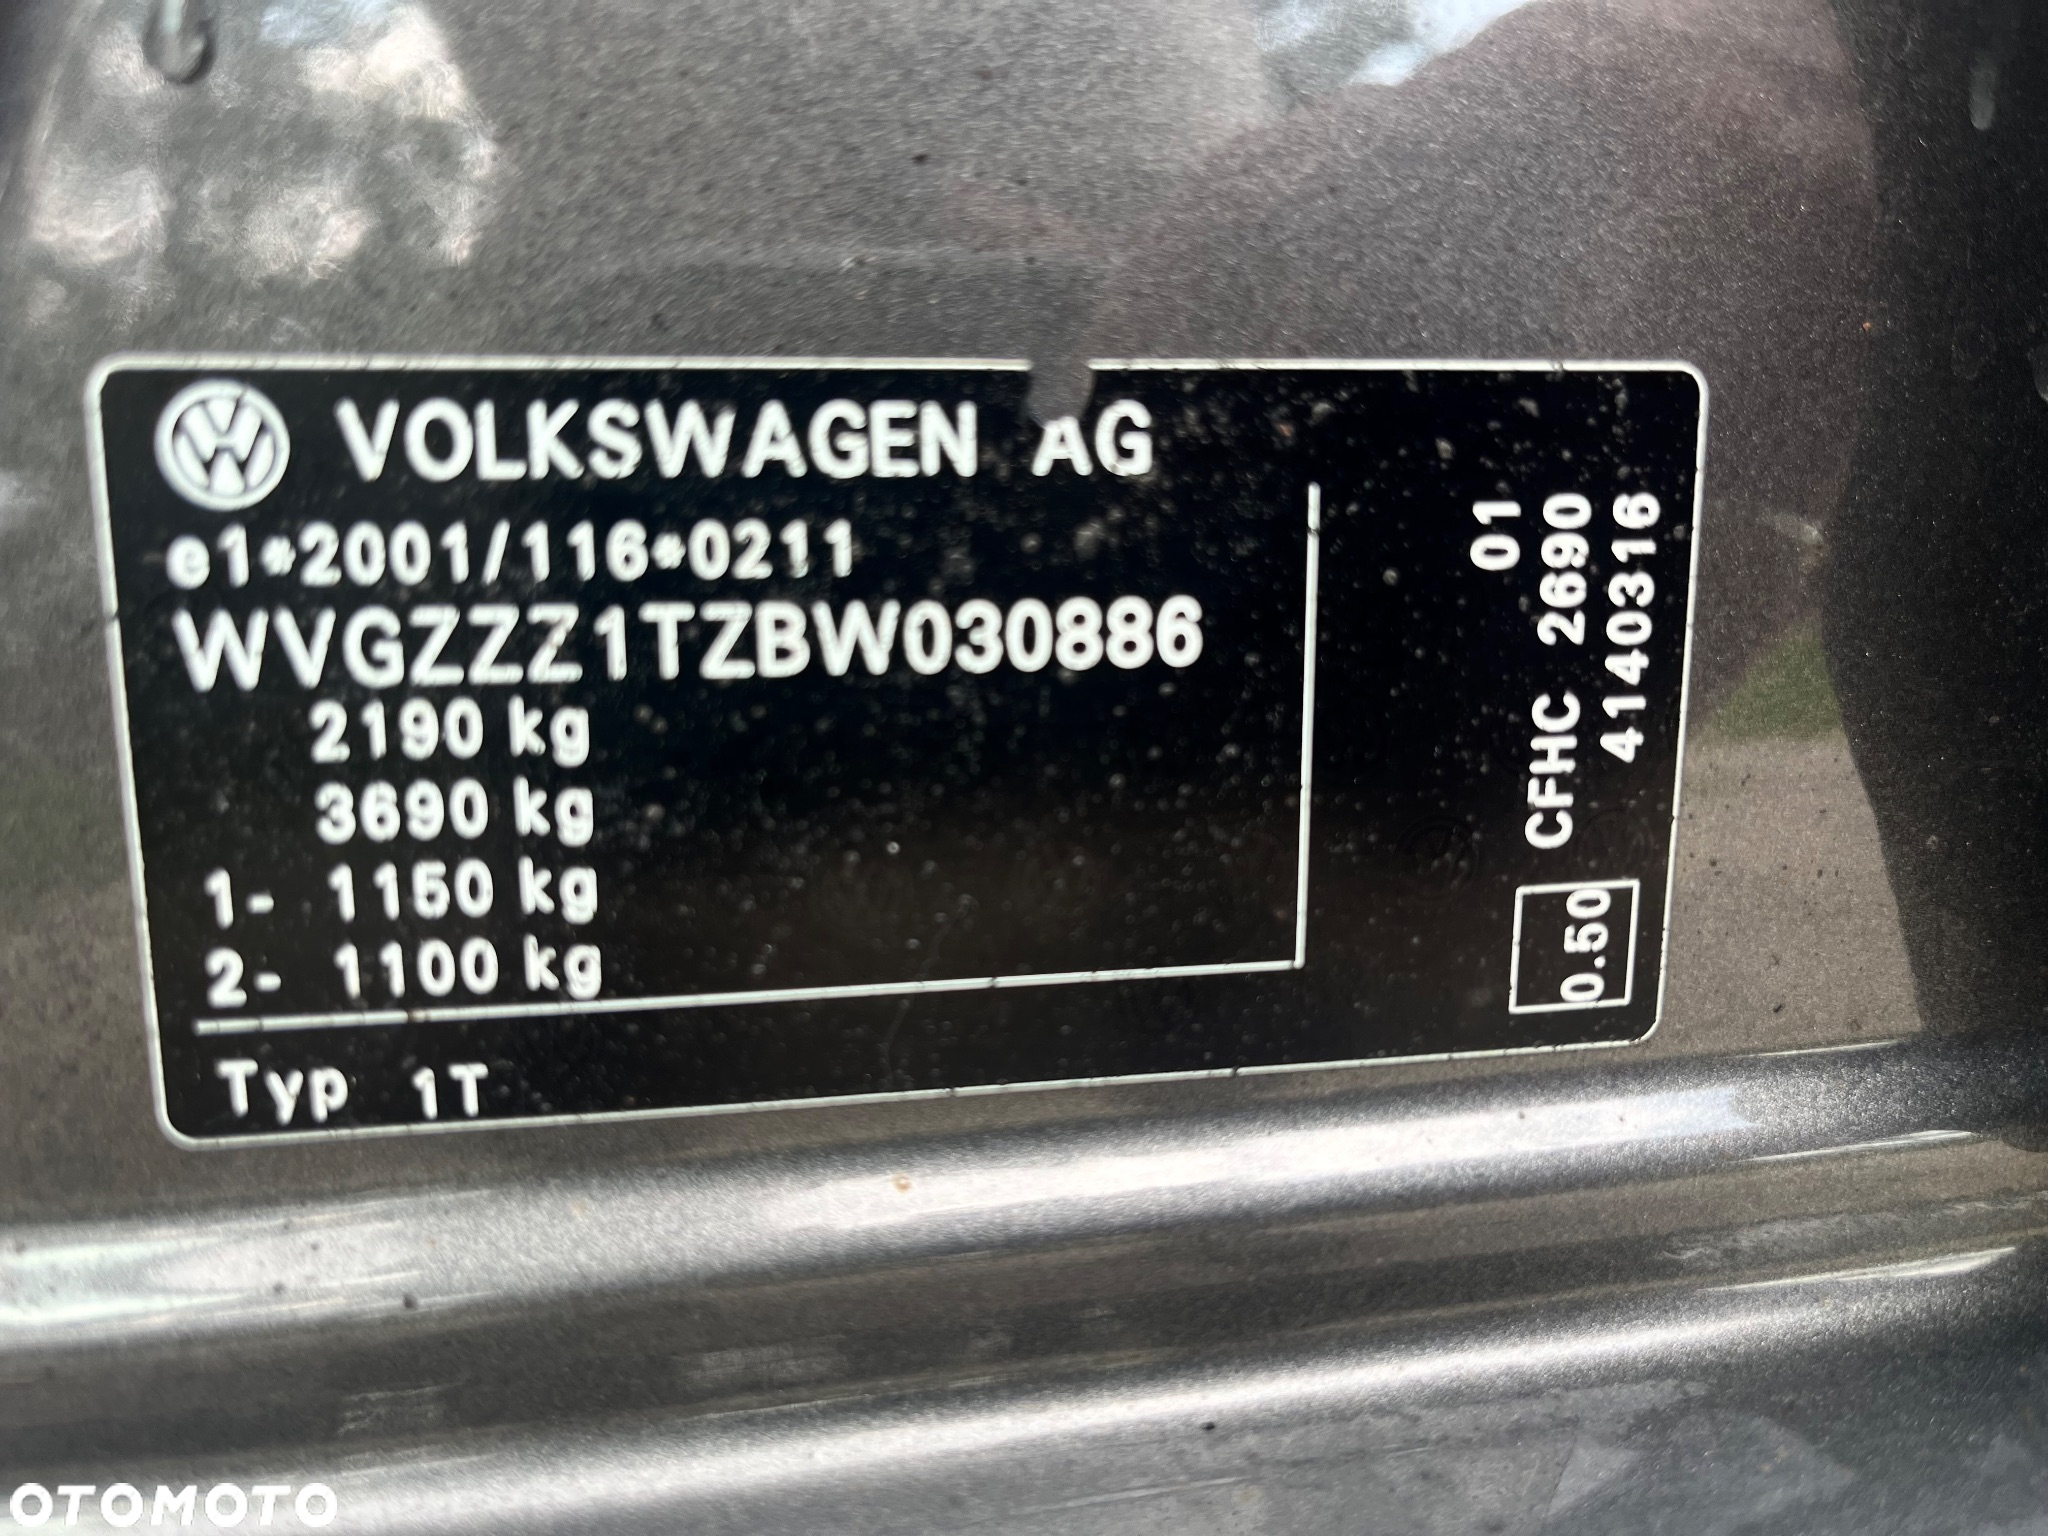 VOLKSWAGEN AG
e1*2001/116*0211
WVGZZZ1TZBW030886
2190 kg
3690 kg
1- 1150 kg
2- 1100 kg
Typ 1T
01
CFHC 2690
4140316
0.50
OTOMOTO